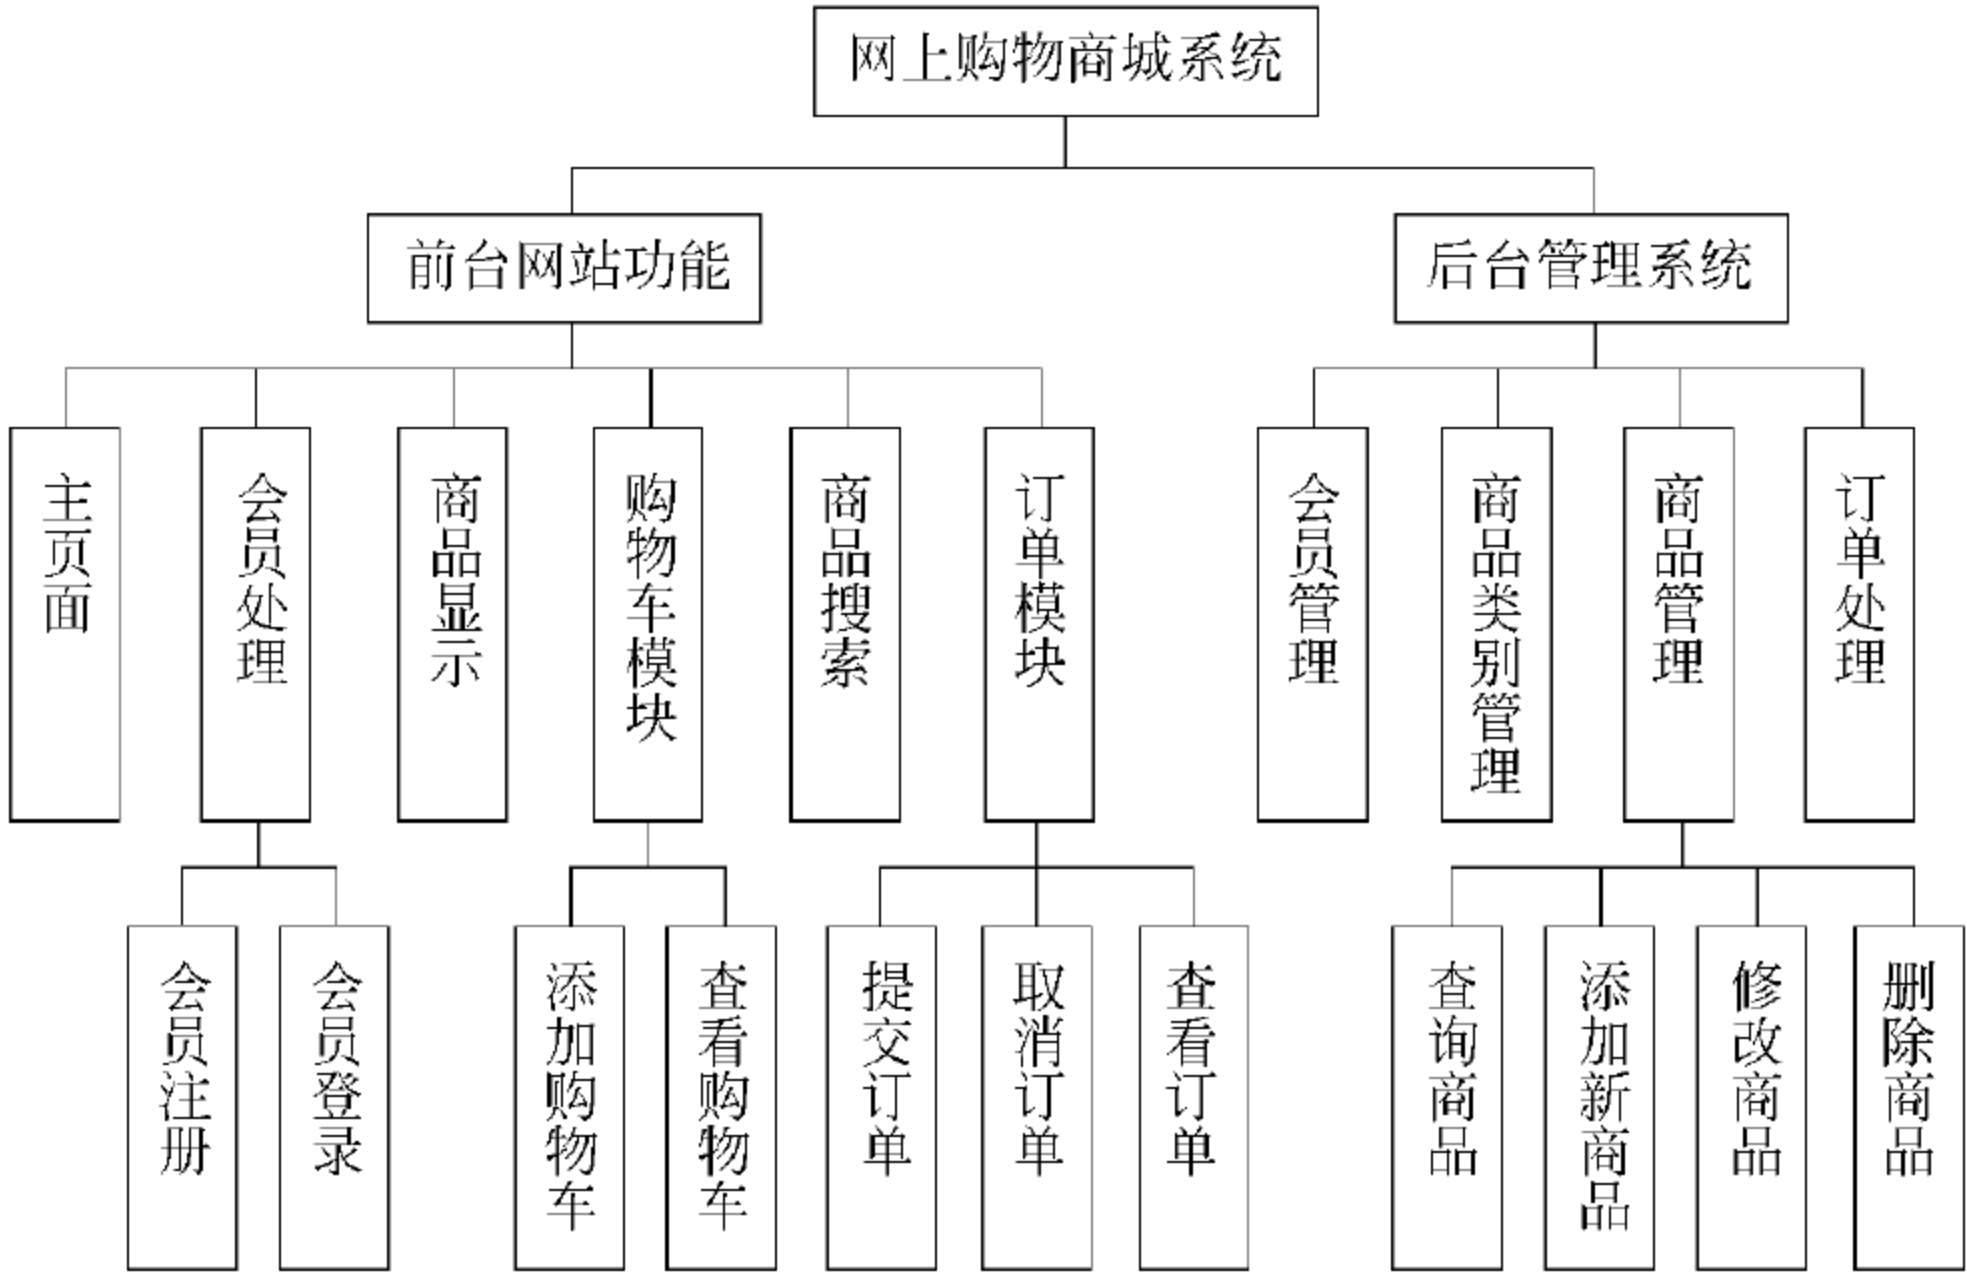 网上购物商城系统
前台网站功能
后台管理系统
主页面
会员处理
商品显示
购物车模块
商品搜索
订单模块
会员管理
商品类别管理
商品管理
订单处理
会员注册
会员登录
添加购物车
查看购物车
提交订单
取消订单
查看订单
查询商品
添加新商品
修改商品
删除商品